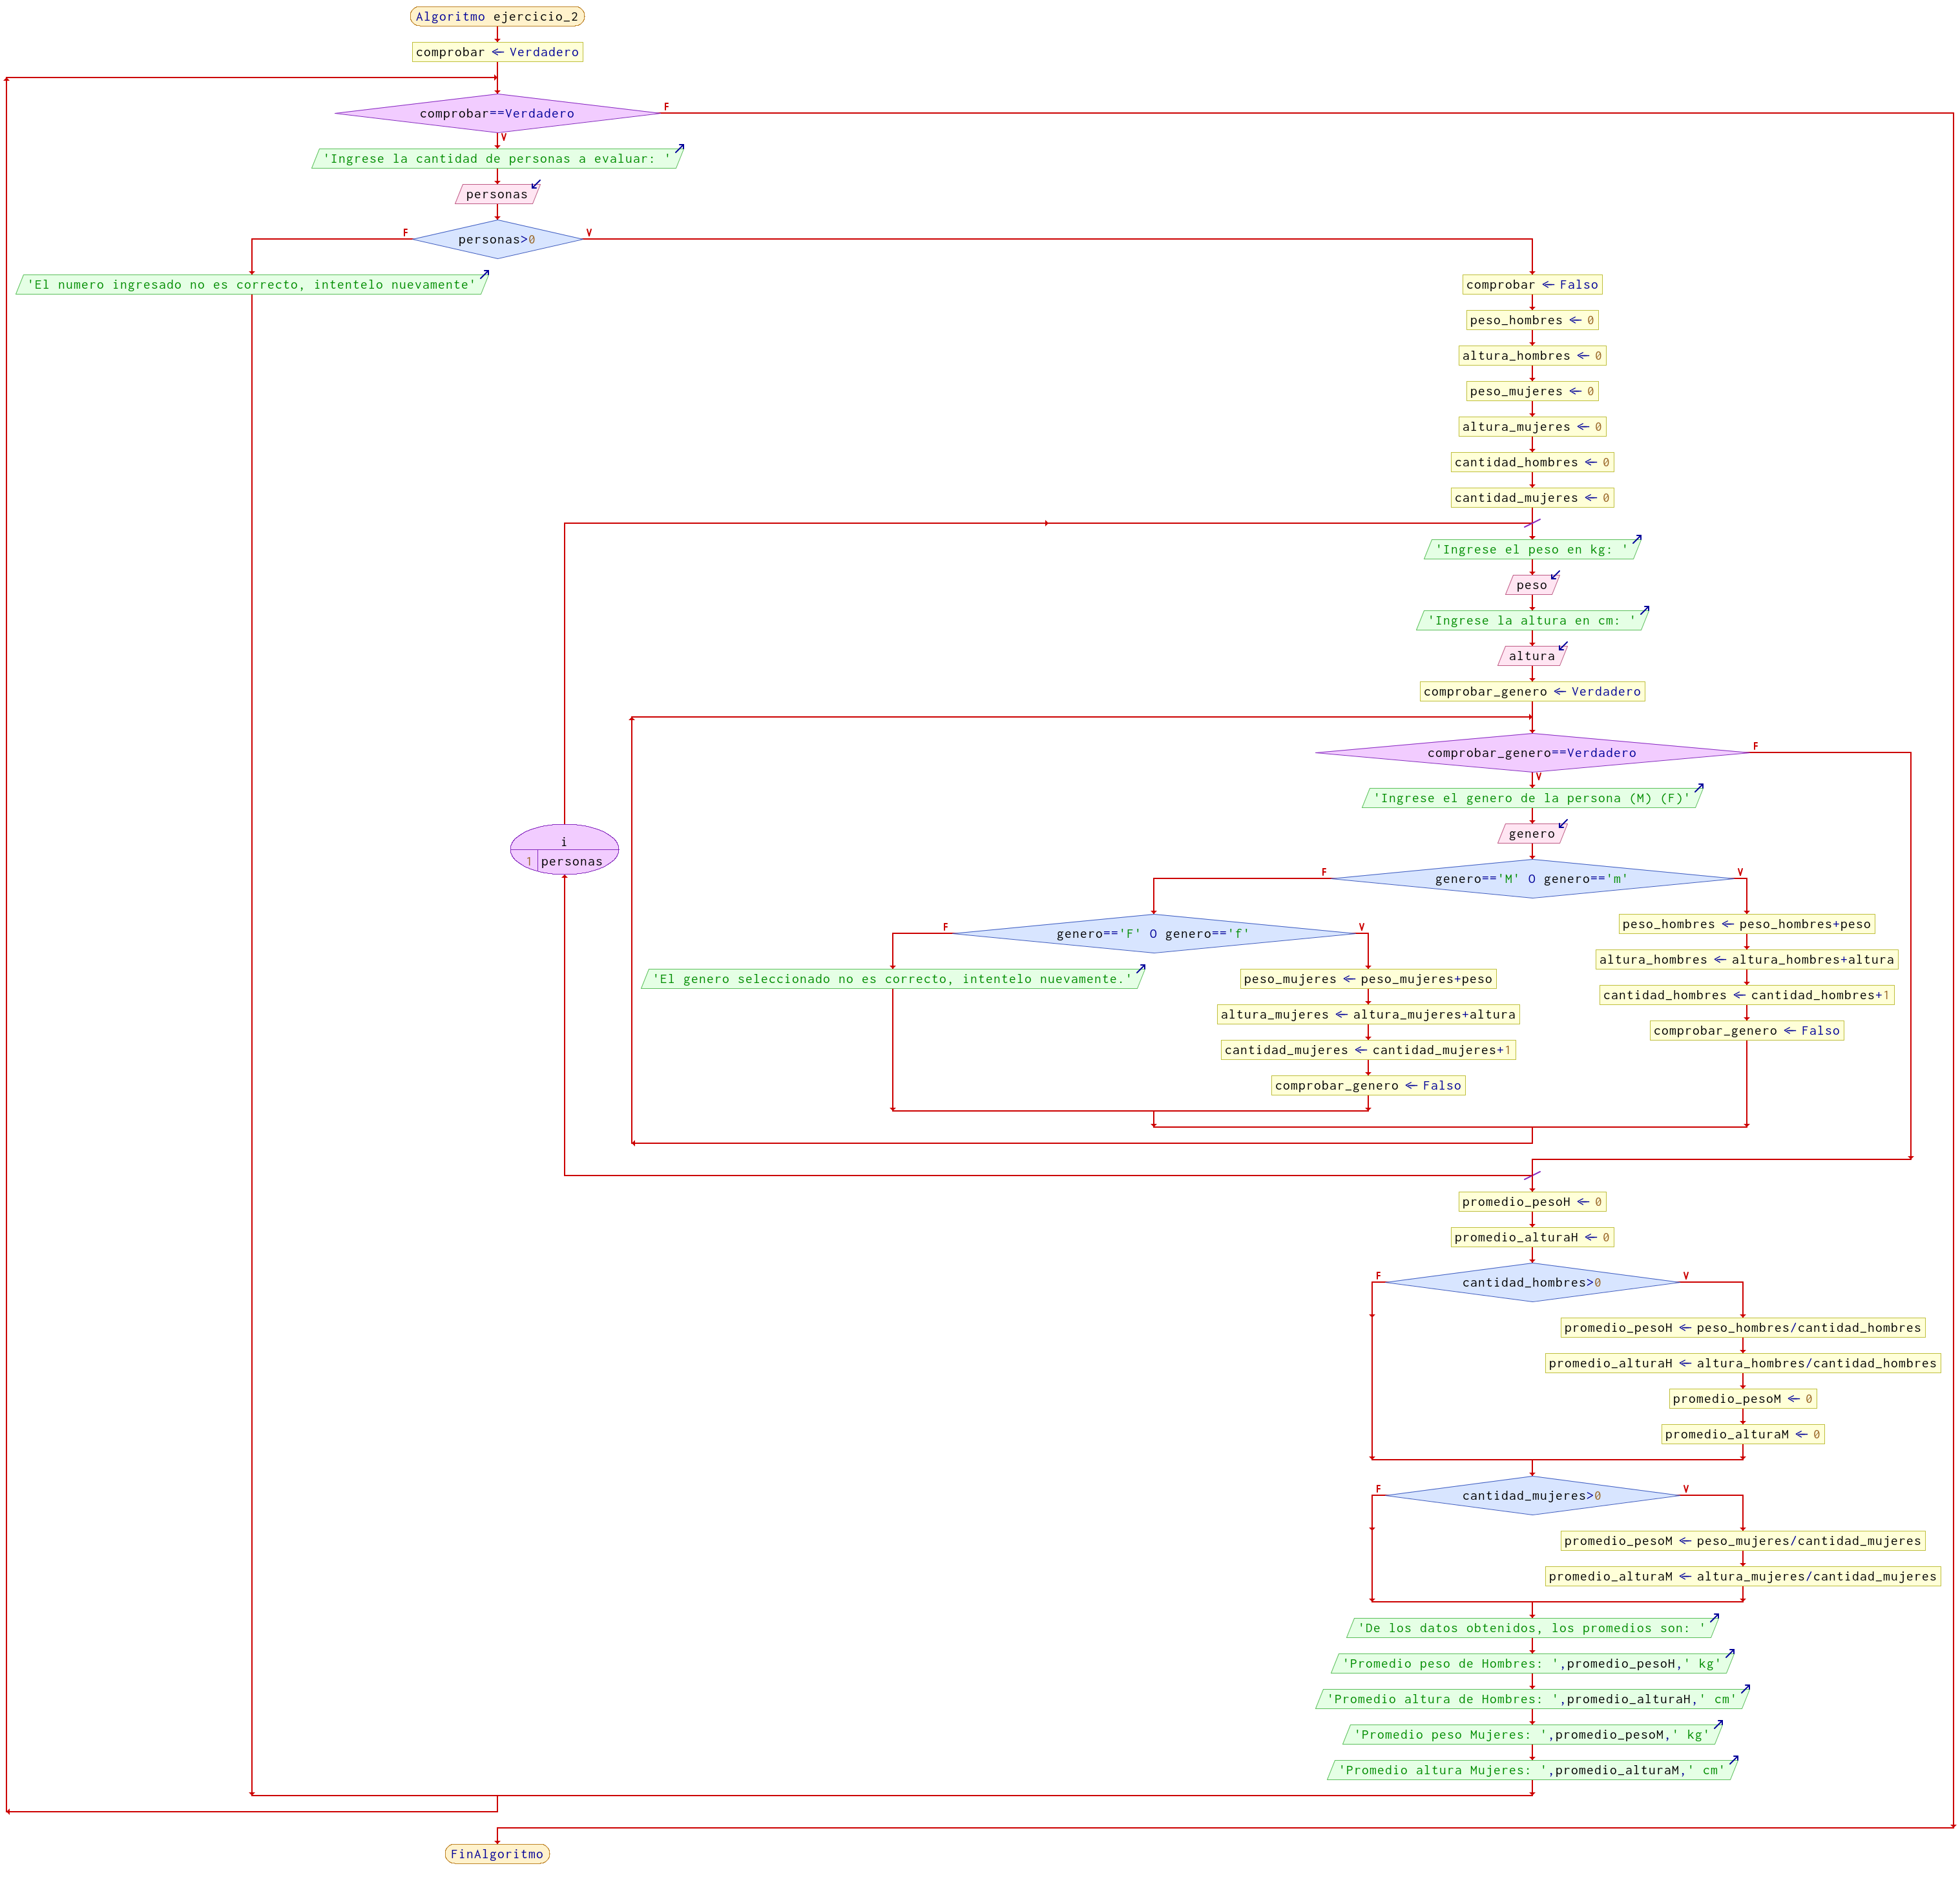 Algoritmo ejercicio_2
comprobar ← Verdadero
comprobar==Verdadero
F
V
'Ingrese la cantidad de personas a evaluar: '
personas
personas>0
F
V
'El numero ingresado no es correcto, intentelo nuevamente'
comprobar ← Falso
peso_hombres ← 0
altura_hombres ← 0
peso_mujeres ← 0
altura_mujeres ← 0
cantidad_hombres ← 0
cantidad_mujeres ← 0
'Ingrese el peso en kg: '
peso
'Ingrese la altura en cm: '
altura
comprobar_genero ← Verdadero
comprobar_genero==Verdadero
F
V
'Ingrese el genero de la persona (M) (F)'
genero
i
1 personas
genero=='M' O genero=='m'
F
V
genero=='F' O genero=='f'
F
V
'El genero seleccionado no es correcto, intentelo nuevamente.'
peso_mujeres ← peso_mujeres+peso
altura_mujeres ← altura_mujeres+altura
cantidad_mujeres ← cantidad_mujeres+1
comprobar_genero ← Falso
peso_hombres ← peso_hombres+peso
altura_hombres ← altura_hombres+altura
cantidad_hombres ← cantidad_hombres+1
comprobar_genero ← Falso
promedio_pesoH ← 0
promedio_alturaH ← 0
cantidad_hombres>0
F
V
promedio_pesoH ← peso_hombres/cantidad_hombres
promedio_alturaH ← altura_hombres/cantidad_hombres
promedio_pesoM ← 0
promedio_alturaM ← 0
cantidad_mujeres>0
F
V
promedio_pesoM ← peso_mujeres/cantidad_mujeres
promedio_alturaM ← altura_mujeres/cantidad_mujeres
'De los datos obtenidos, los promedios son: '
'Promedio peso de Hombres: ',promedio_pesoH,' kg'
'Promedio altura de Hombres: ',promedio_alturaH,' cm'
'Promedio peso Mujeres: ',promedio_pesoM,' kg'
'Promedio altura Mujeres: ',promedio_alturaM,' cm'
FinAlgoritmo